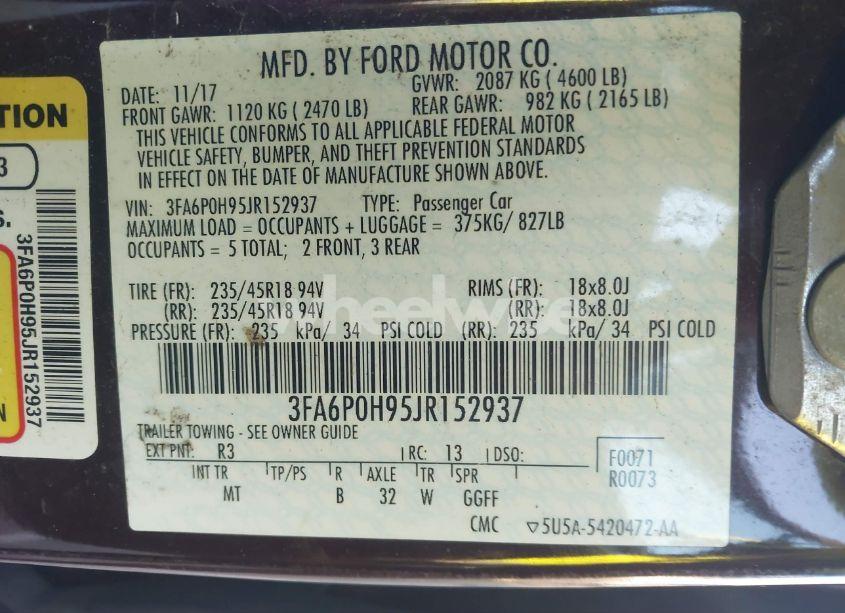 MFD. BY FORD MOTOR CO.
DATE: 11/17 GVWR: 2087 KG ( 4600 LB)
FRONT GAWR: 1120 KG ( 2470 LB) REAR GAWR: 982 KG ( 2165 LB)
THIS VEHICLE CONFORMS TO ALL APPLICABLE FEDERAL MOTOR
VEHICLE SAFETY, BUMPER, AND THEFT PREVENTION STANDARDS
IN EFFECT ON THE DATE OF MANUFACTURE SHOWN ABOVE.
VIN: 3FA6P0H95JR152937 TYPE: Passenger Car
MAXIMUM LOAD = OCCUPANTS + LUGGAGE = 375KG/ 827LB
OCCUPANTS = 5 TOTAL; 2 FRONT, 3 REAR
TIRE (FR): 235/45R18 94V RIMS (FR): 18x8.0J
(RR): 235/45R18 94V (RR): 18x8.0J
PRESSURE (FR): 235 kPa/ 34 PSI COLD (RR): 235 kPa/ 34 PSI COLD
3FA6P0H95JR152937
TRAILER TOWING - SEE OWNER GUIDE
EXT PNT: R3 RC: 13 DSO: F0071
R0073
INT TR TP/PS R AXLE TR SPR
MT B 32 W GGFF
CMC ▽5U5A-5420472-AA
TION
3
S.
3FA6P0H95JR152937
N
wheelwise